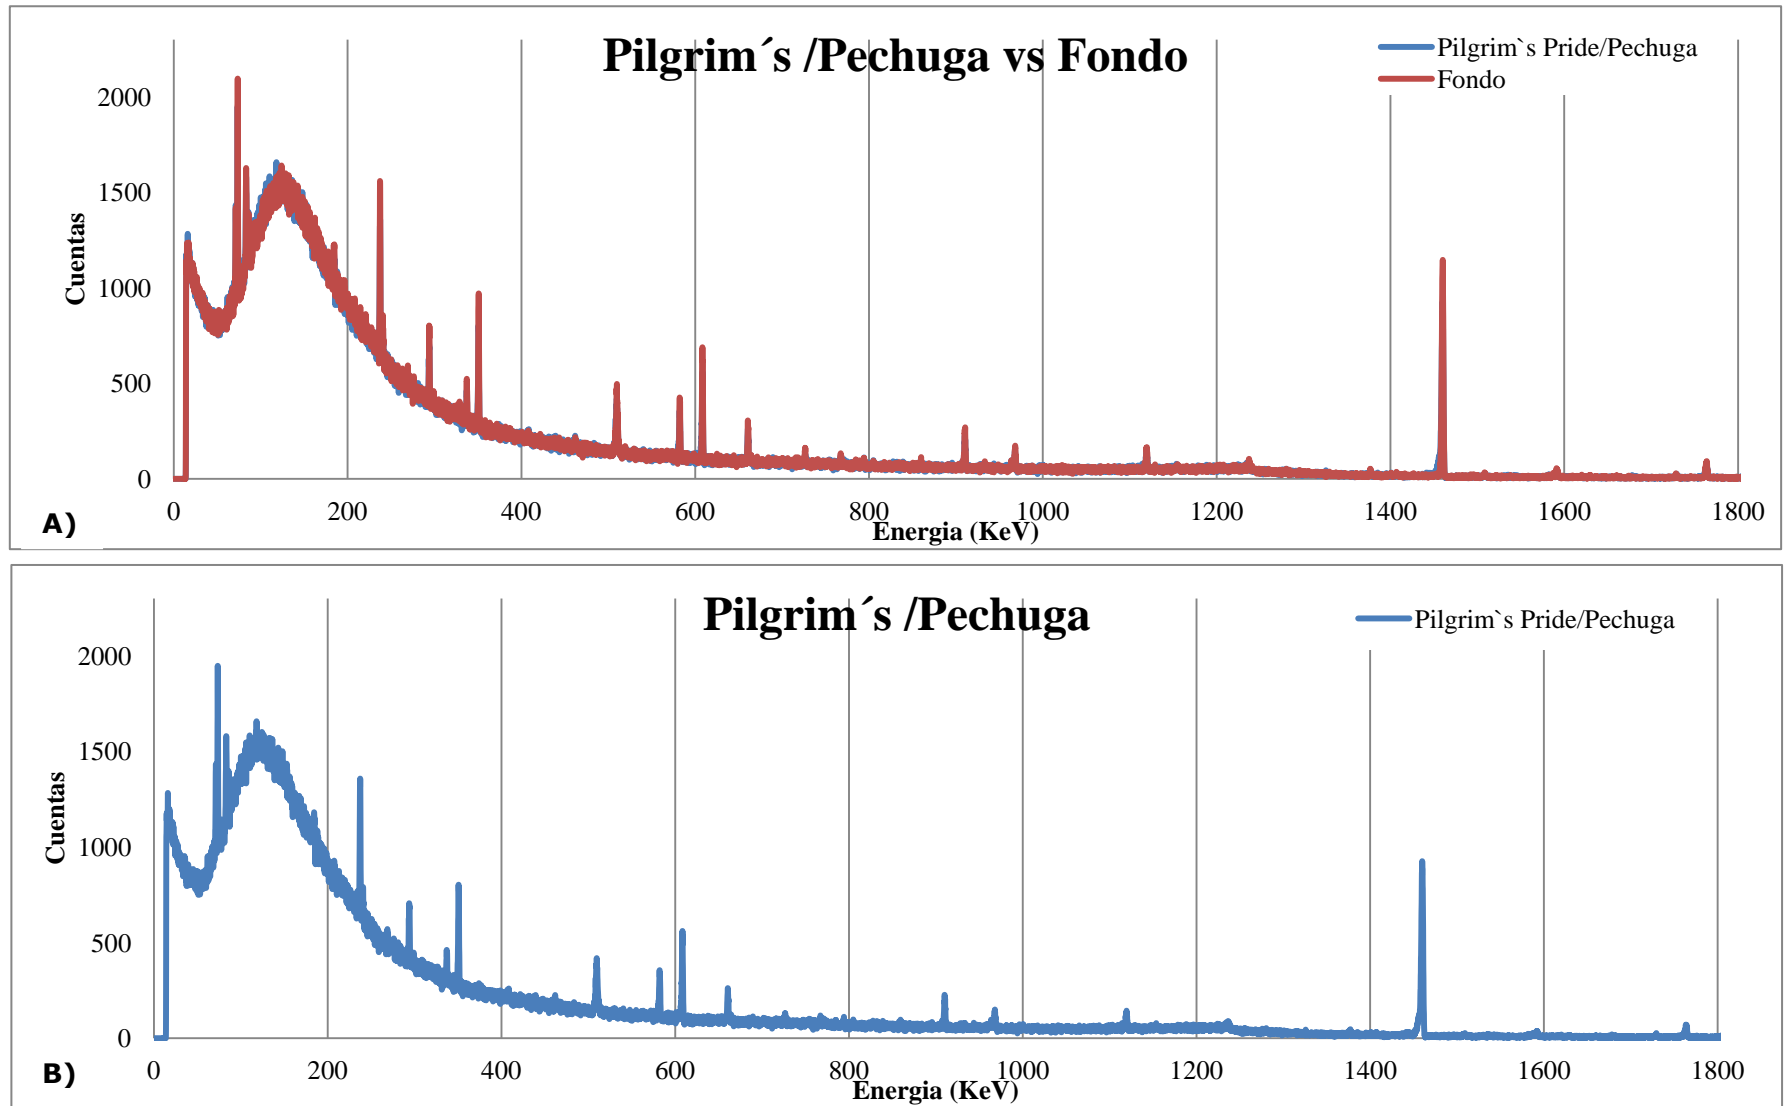 Pilgrim´s /Pechuga vs Fondo
Pilgrim`s Pride/Pechuga
Fondo
2000
1500
1000
500
0
Cuentas
0 200 400 600 800 1000 1200 1400 1600 1800
Energia (KeV)
A)
Pilgrim´s /Pechuga
Pilgrim`s Pride/Pechuga
2000
1500
1000
500
0
Cuentas
0 200 400 600 800 1000 1200 1400 1600 1800
Energia (KeV)
B)